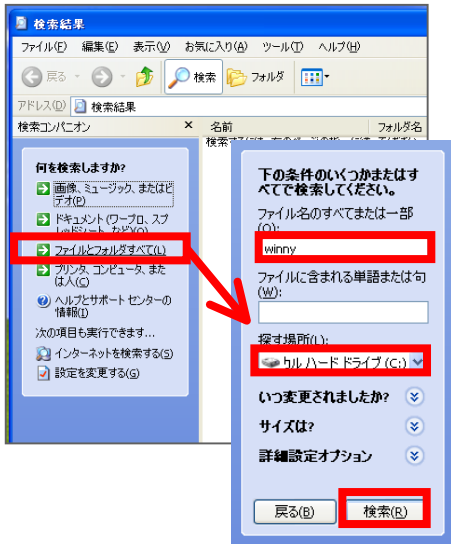 検索結果
ファイル(F) 編集(E) 表示(V) お気に入り(A) ツール(T) ヘルプ(H)
戻る 検索 フォルダ
アドレス(D) 検索結果
検索コンパニオン × 名前 フォルダ名
何を検索しますか?
画像、ミュージック、またはビ
デオ(P)
ドキュメント (ワープロ、スプ
レッドシート、など)(O)
ファイルとフォルダすべて(L)
プリンタ、コンピュータ、また
は人(C)
ヘルプとサポート センターの
情報(I)
次の項目も実行できます...
インターネットを検索する(S)
設定を変更する(G)
下の条件のいくつかまたはす
べてで検索してください。
ファイル名のすべてまたは一部
(O):
winny
ファイルに含まれる単語または句
(W):
探す場所(L):
カル ハード ドライブ (C:)
いつ変更されましたか?
サイズは?
詳細設定オプション
戻る(B) 検索(R)